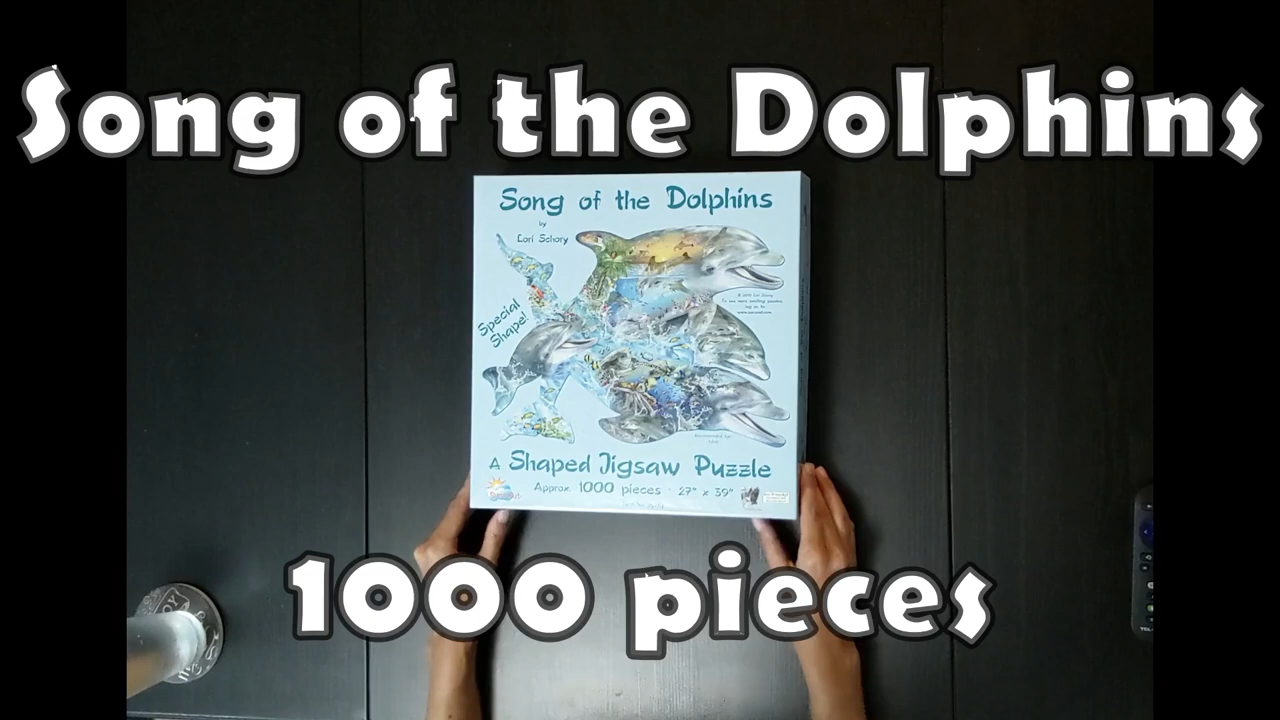 Song of the Dolphins
Song of the Dolphins
by
Lori Schory
Special
Shape!
A Shaped Jigsaw Puzzle
Approx. 1000 pieces · 27" x 39"
1000 pieces